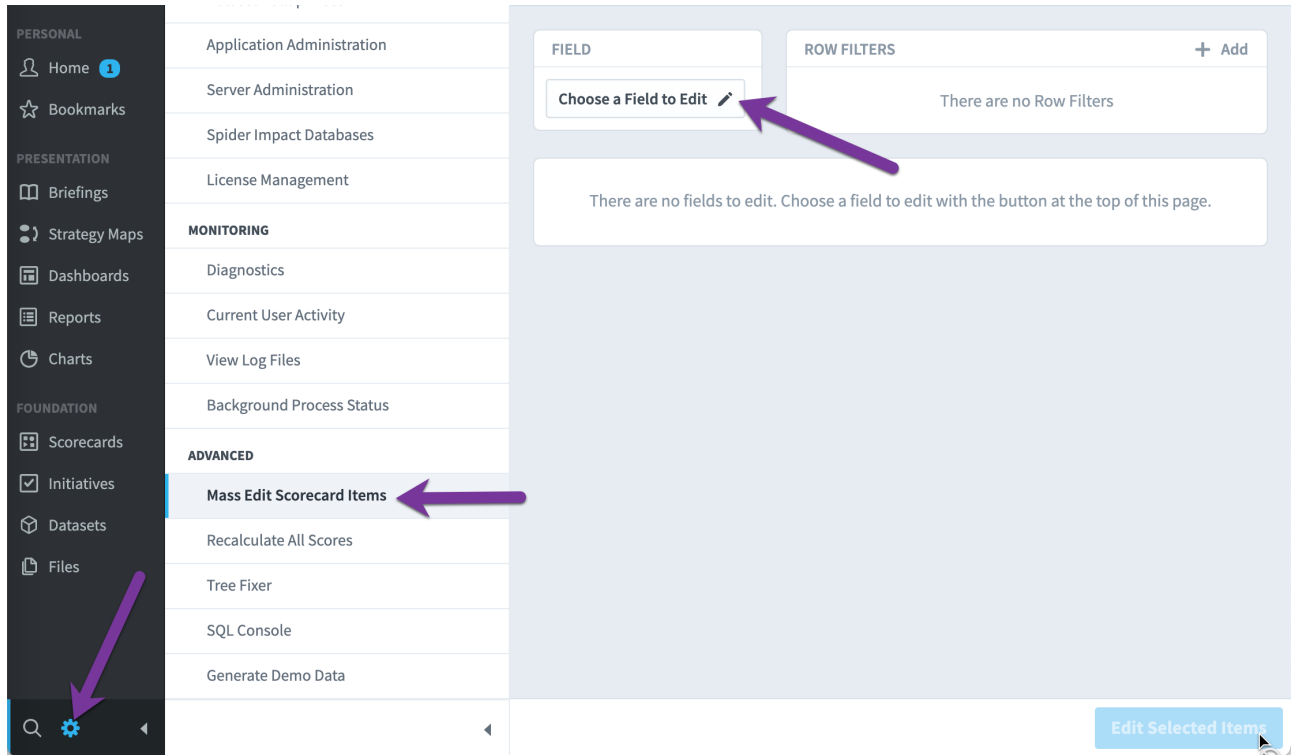 PERSONAL
Home 1
Bookmarks
PRESENTATION
Briefings
Strategy Maps
Dashboards
Reports
Charts
FOUNDATION
Scorecards
Initiatives
Datasets
Files
Application Administration
Server Administration
Spider Impact Databases
License Management
MONITORING
Diagnostics
Current User Activity
View Log Files
Background Process Status
ADVANCED
Mass Edit Scorecard Items
Recalculate All Scores
Tree Fixer
SQL Console
Generate Demo Data
FIELD
Choose a Field to Edit
ROW FILTERS
+ Add
There are no Row Filters
There are no fields to edit. Choose a field to edit with the button at the top of this page.
Edit Selected Items